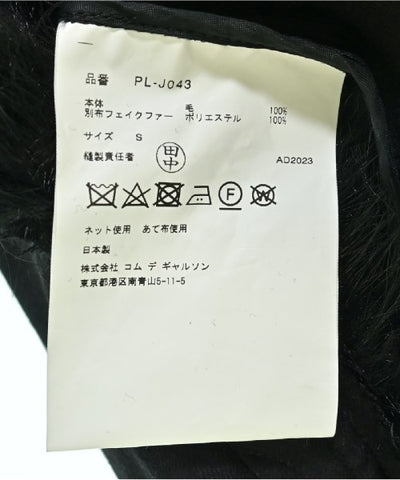 品番 PL-J043
本体 毛 100%
別布フェイクファー ポリエステル 100%
サイズ S
縫製責任者 田中 AD2023
F W
ネット使用 あて布使用
日本製
株式会社 コム デ ギャルソン
東京都港区南青山5-11-5